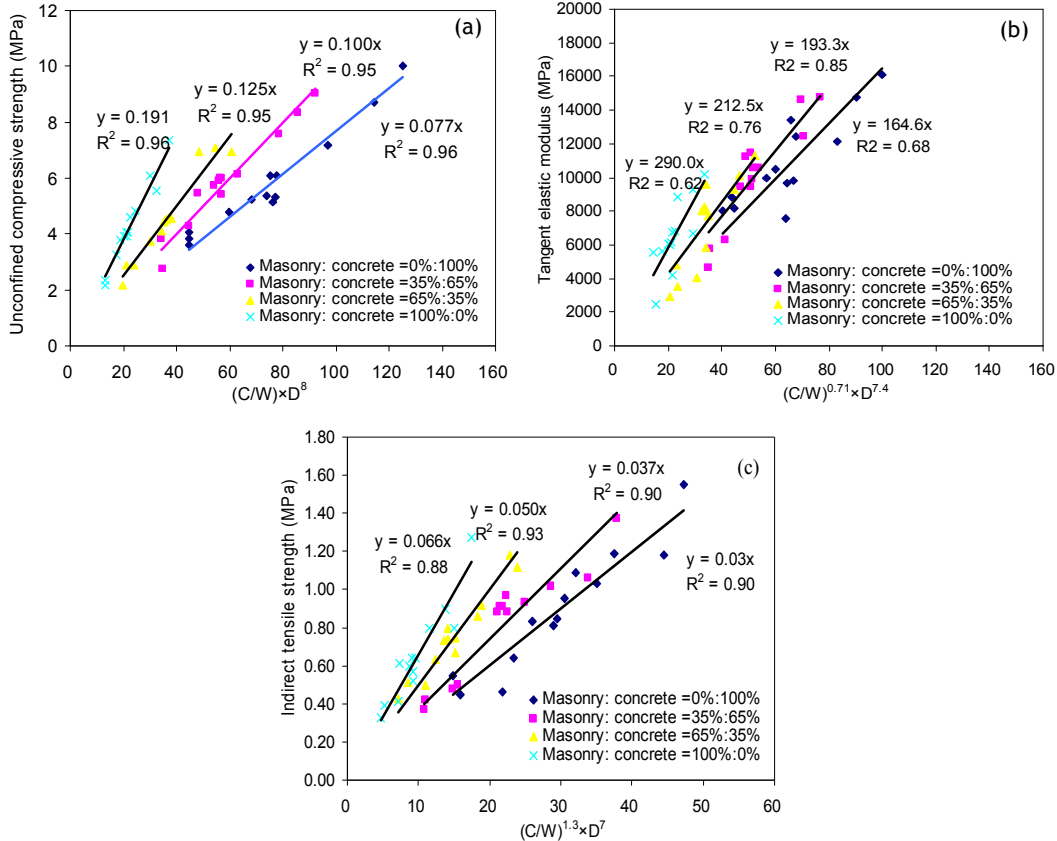 (a)
Unconfined compressive strength (MPa)
12
10
8
6
4
2
0
y = 0.191
R² = 0.96
y = 0.125x
R² = 0.95
y = 0.100x
R² = 0.95
y = 0.077x
R² = 0.96
Masonry: concrete =0%:100%
Masonry: concrete =35%:65%
Masonry: concrete =65%:35%
Masonry: concrete =100%:0%
0 20 40 60 80 100 120 140 160
(C/W)×D⁸
(b)
Tangent elastic modulus (MPa)
20000
18000
16000
14000
12000
10000
8000
6000
4000
2000
0
y = 290.0x
R2 = 0.62
y = 212.5x
R2 = 0.76
y = 193.3x
R2 = 0.85
y = 164.6x
R2 = 0.68
Masonry: concrete =0%:100%
Masonry: concrete =35%:65%
Masonry: concrete =65%:35%
Masonry: concrete =100%:0%
0 20 40 60 80 100 120 140 160
(C/W)⁰·⁷¹×D⁷·⁴
(c)
Indirect tensile strength (MPa)
1.80
1.60
1.40
1.20
1.00
0.80
0.60
0.40
0.20
0.00
y = 0.066x
R² = 0.88
y = 0.050x
R² = 0.93
y = 0.037x
R² = 0.90
y = 0.03x
R² = 0.90
Masonry: concrete =0%:100%
Masonry: concrete =35%:65%
Masonry: concrete =65%:35%
Masonry: concrete =100%:0%
0 10 20 30 40 50 60
(C/W)¹·³×D⁷